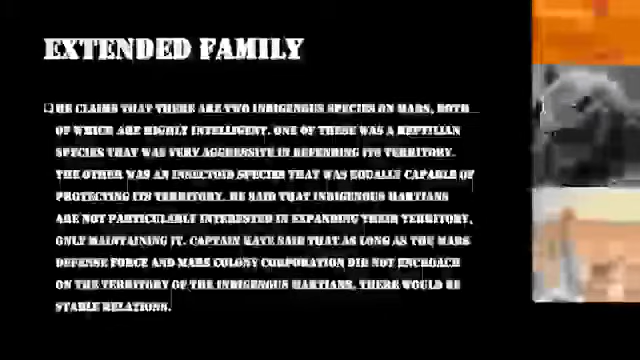 EXTENDED FAMILY
HE CLAIMS THAT THERE ARE TWO INDIGENOUS SPECIES ON MARS, BOTH
OF WHICH ARE HIGHLY INTELLIGENT. ONE OF THESE WAS A REPTILIAN
SPECIES THAT WAS VERY AGGRESSIVE IN DEFENDING ITS TERRITORY.
THE OTHER WAS AN INSECTOID SPECIES THAT WAS EQUALLY CAPABLE OF
PROTECTING ITS TERRITORY. HE SAID THAT INDIGENOUS MARTIANS
ARE NOT PARTICULARLY INTERESTED IN EXPANDING THEIR TERRITORY,
ONLY MAINTAINING IT. CAPTAIN KAYE SAID THAT AS LONG AS THE MARS
DEFENSE FORCE AND MARS COLONY CORPORATION DID NOT ENCROACH
ON THE TERRITORY OF THE INDIGENOUS MARTIANS, THERE WOULD BE
STABLE RELATIONS.